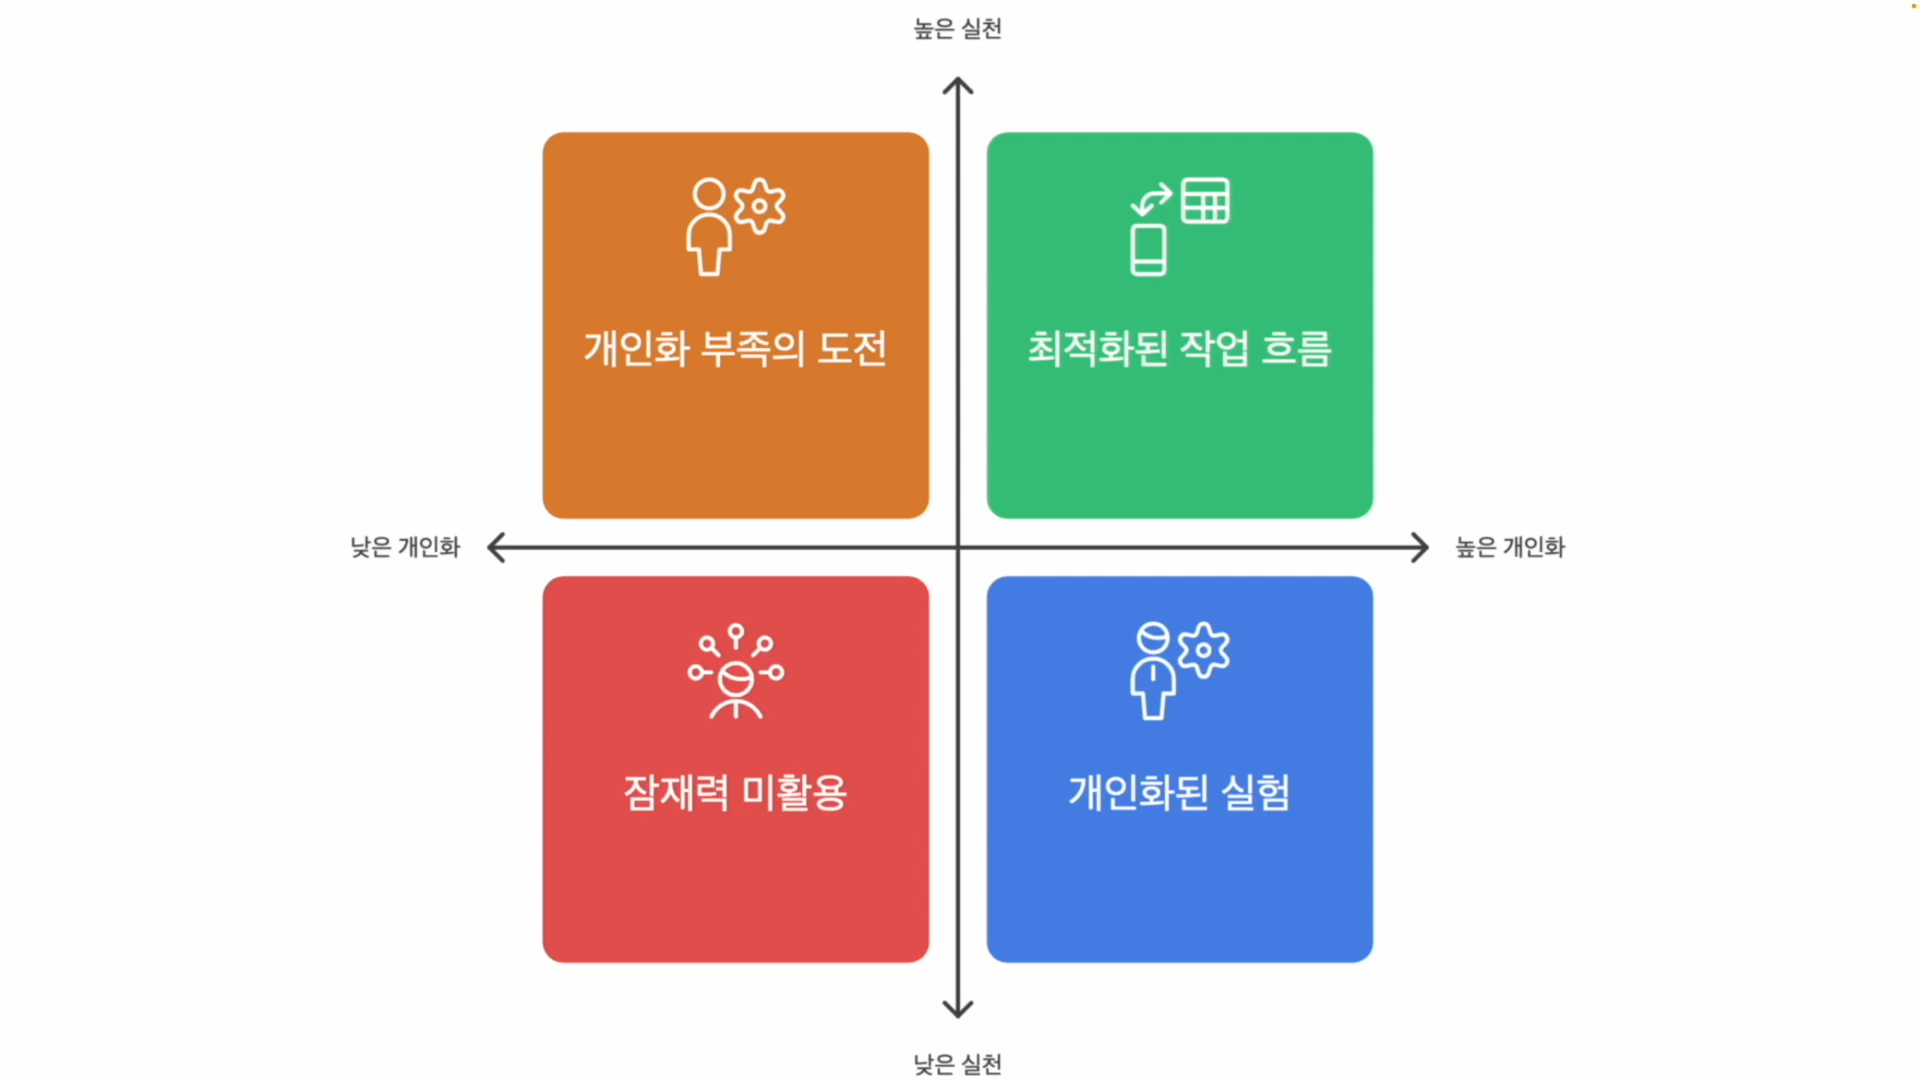 높은 실천
개인화 부족의 도전
최적화된 작업 흐름
낮은 개인화
높은 개인화
잠재력 미활용
개인화된 실험
낮은 실천